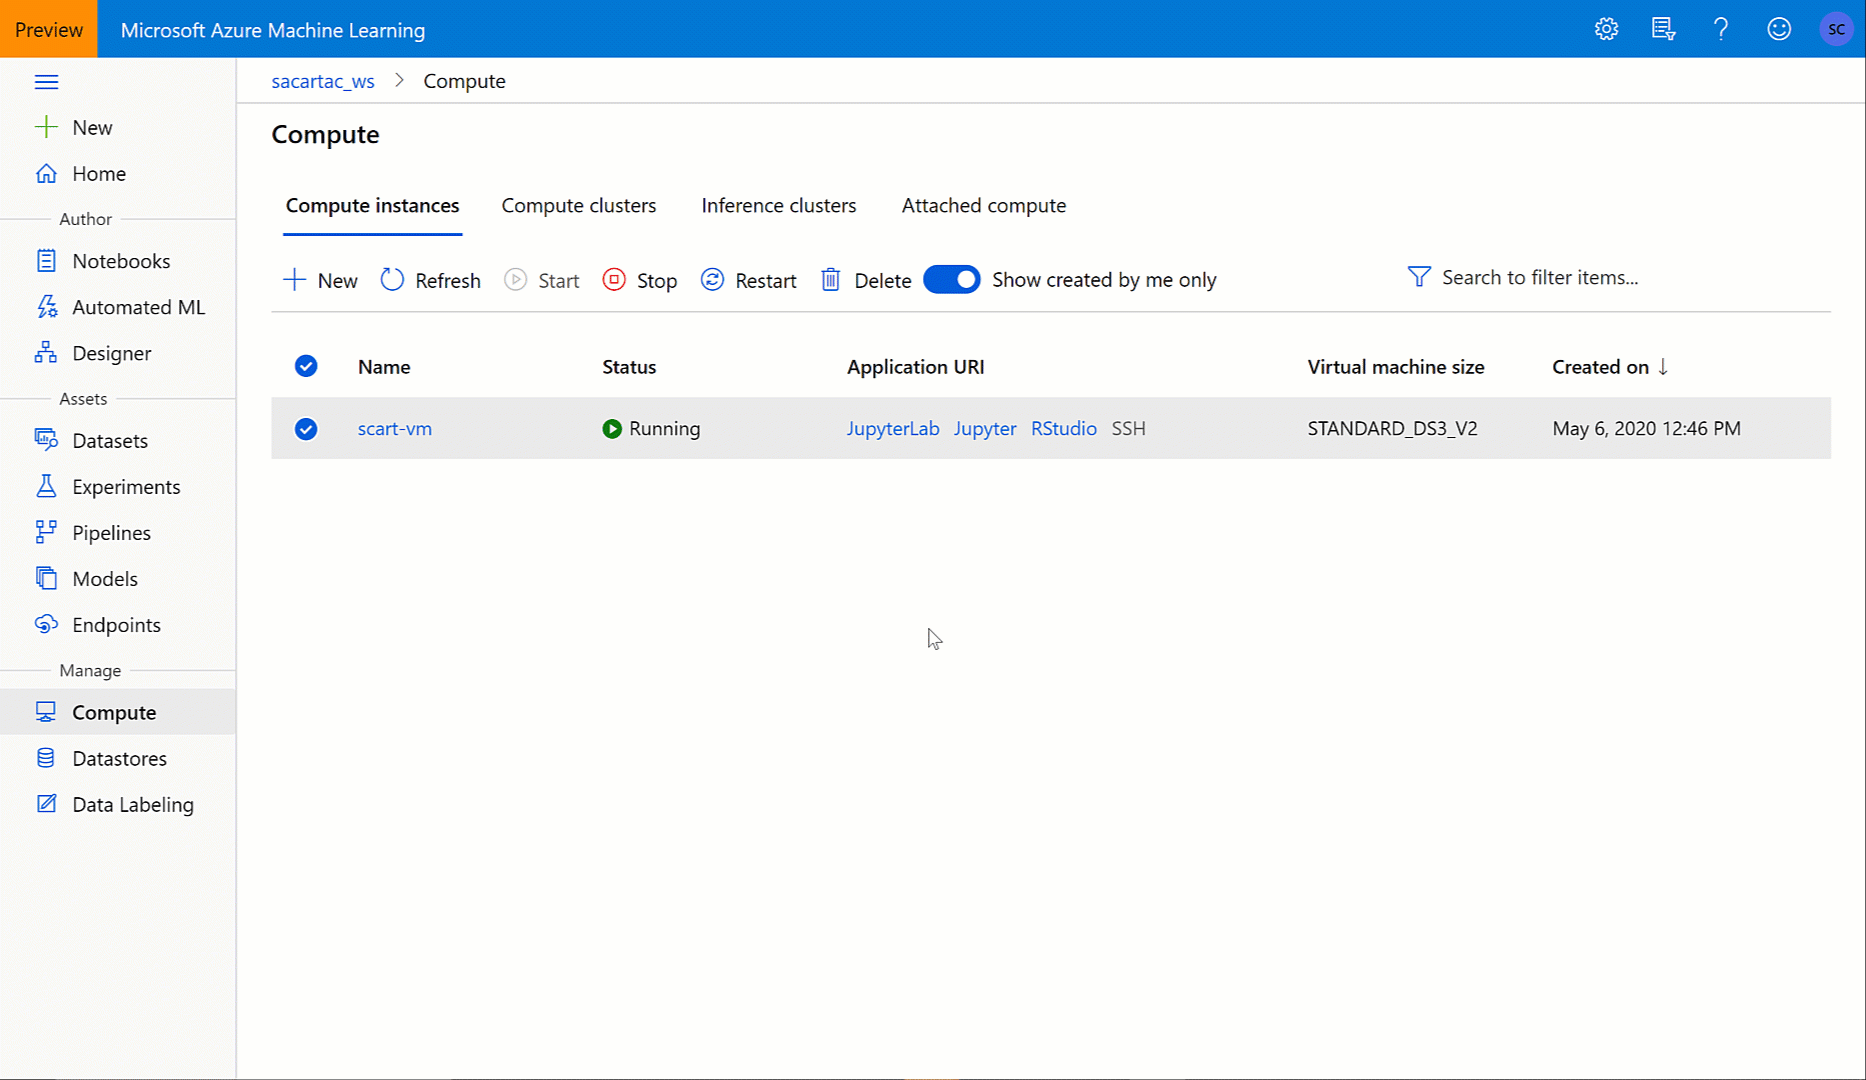 Preview
Microsoft Azure Machine Learning
SC
sacartac_ws > Compute
New
Home
Author
Notebooks
Automated ML
Designer
Assets
Datasets
Experiments
Pipelines
Models
Endpoints
Manage
Compute
Datastores
Data Labeling
Compute
Compute instances Compute clusters Inference clusters Attached compute
New Refresh Start Stop Restart Delete Show created by me only Search to filter items...
Name Status Application URI Virtual machine size Created on ↓
scart-vm Running JupyterLab Jupyter RStudio SSH STANDARD_DS3_V2 May 6, 2020 12:46 PM